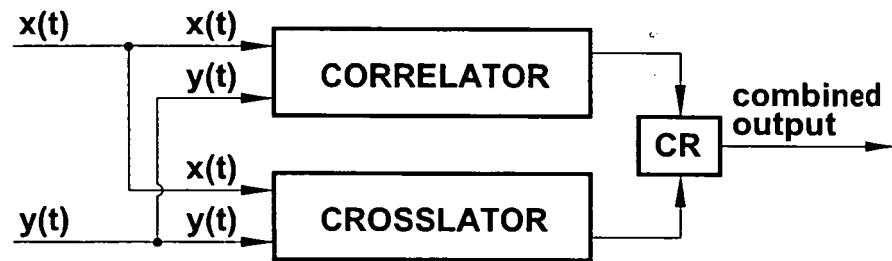 x(t) x(t)
y(t)
CORRELATOR
combined
output
CR
x(t)
y(t) y(t)
CROSSLATOR